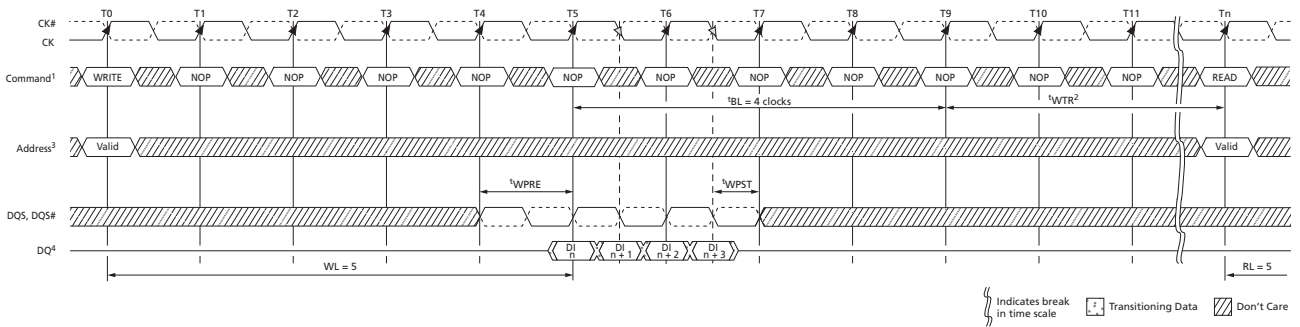 T0 T1 T2 T3 T4 T5 T6 T7 T8 T9 T10 T11 Tn
CK#
CK
Command1 WRITE NOP NOP NOP NOP NOP NOP NOP NOP NOP NOP NOP READ
tBL = 4 clocks tWTR2
Address3 Valid Valid
tWPRE tWPST
DQS, DQS#
DQ4 DI n DI n + 1 DI n + 2 DI n + 3
WL = 5 RL = 5
Indicates break in time scale Transitioning Data Don't Care